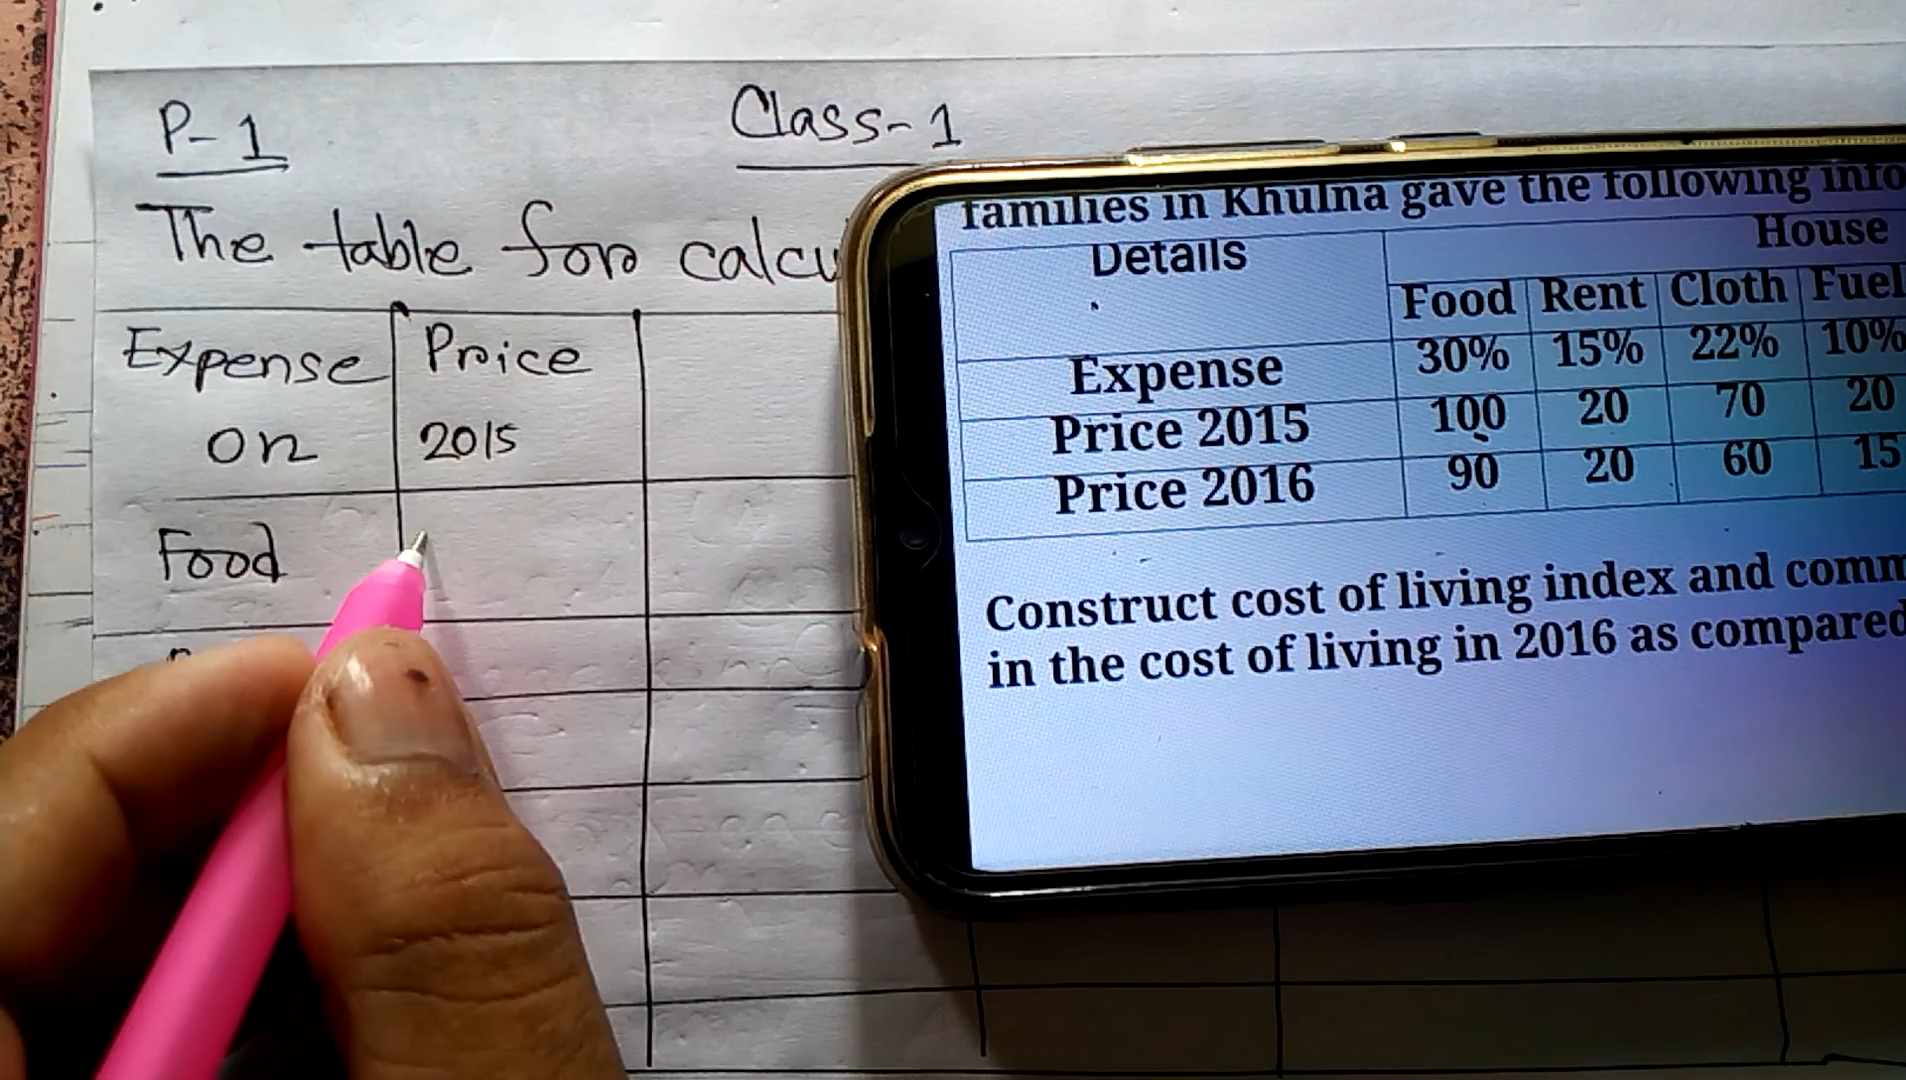 P-1
Class-1
The table for calcu
Expense on
Price 2015
Food
families in Khulna gave the following info
Details House
Food Rent Cloth Fuel
Expense 30% 15% 22% 10%
Price 2015 100 20 70 20
Price 2016 90 20 60 15
Construct cost of living index and comm
in the cost of living in 2016 as compared